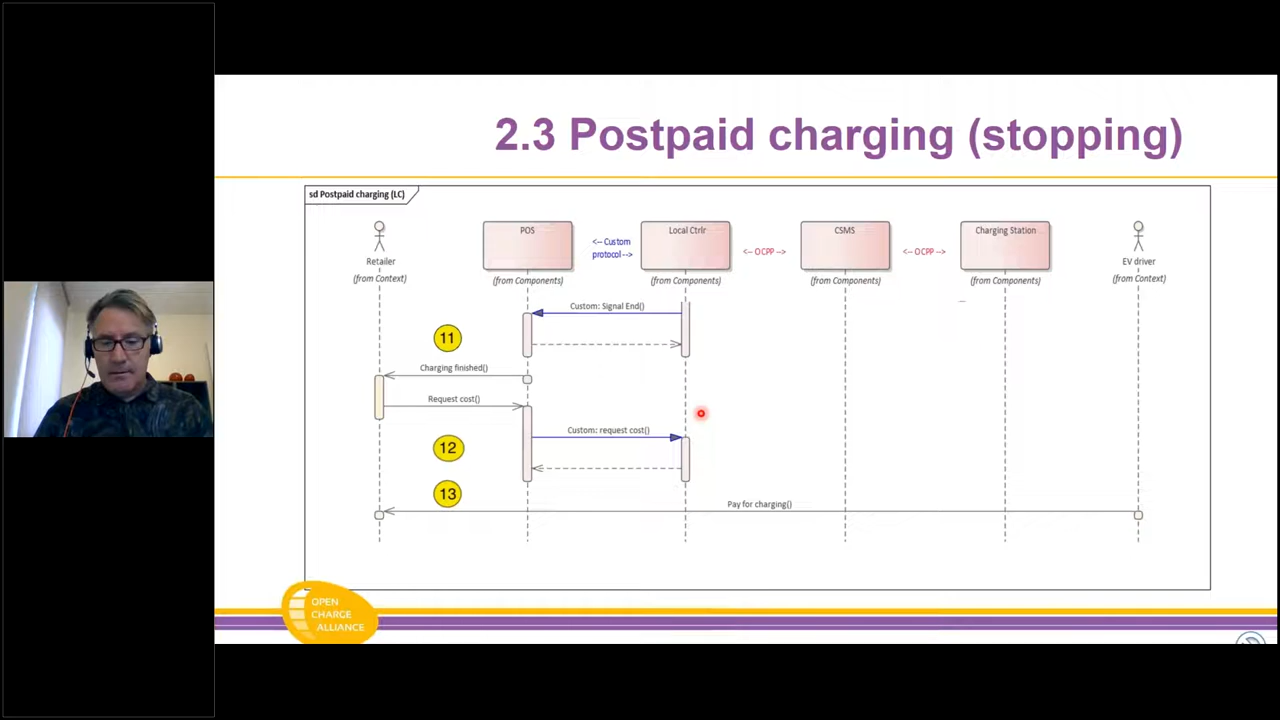 2.3 Postpaid charging (stopping)
sd Postpaid charging (LC)
Retailer
(from Context)
POS
(from Components)
<-- Custom
protocol -->
Local Ctrlr
(from Components)
<-- OCPP -->
CSMS
(from Components)
<-- OCPP -->
Charging Station
(from Components)
EV driver
(from Context)
Custom: Signal End()
11
Charging finished()
Request cost()
Custom: request cost()
12
13
Pay for charging()
OPEN
CHARGE
ALLIANCE